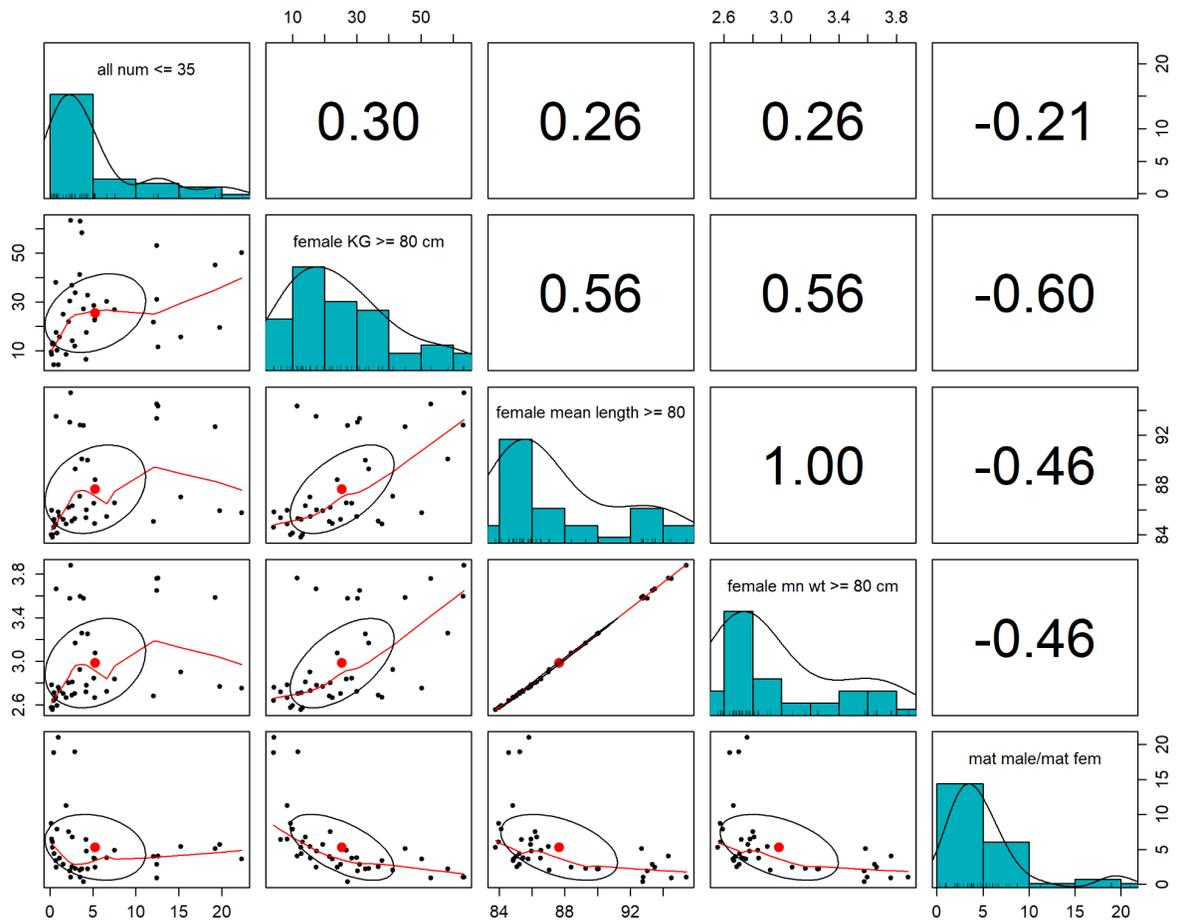 10 30 50 2.6 3.0 3.4 3.8
all num <= 35
0.30 0.26 0.26 -0.21
0 5 10 15 20
10 30 50
female KG >= 80 cm
0.56 0.56 -0.60
female mean length >= 80
1.00 -0.46
84 88 92
2.6 3.0 3.4 3.8
female mn wt >= 80 cm
-0.46
mat male/mat fem
0 5 10 15 20
0 5 10 15 20 84 88 92 0 5 10 15 20